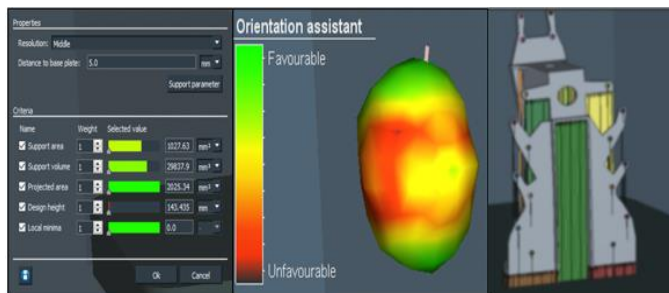 Properties
Resolution: Middle
Distance to base plate: 5.0 mm
Support parameter
Criteria
Name Weight Selected value
Support area 1 1027.63 mm²
Support volume 1 29837.9 mm³
Projected area 1 2025.34 mm²
Design height 1 143.435 mm
Local minima 1 0.0 -
Ok Cancel
Orientation assistant
Favourable
Unfavourable